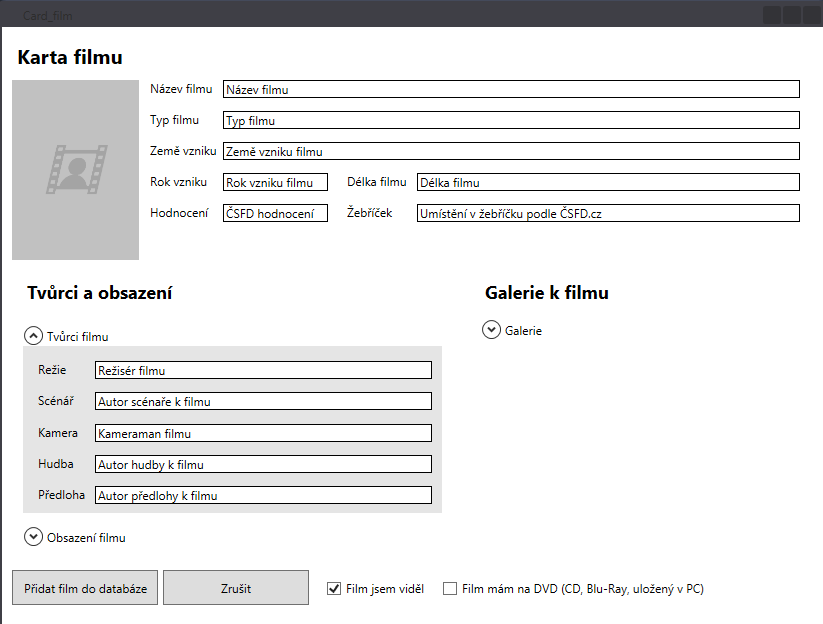 Card_film
Karta filmu
Název filmu Název filmu
Typ filmu Typ filmu
Země vzniku Země vzniku filmu
Rok vzniku Rok vzniku filmu Délka filmu Délka filmu
Hodnocení ČSFD hodnocení Žebříček Umístění v žebříčku podle ČSFD.cz
Tvůrci a obsazení Galerie k filmu
Tvůrci filmu Galerie
Režie Režisér filmu
Scénář Autor scénaře k filmu
Kamera Kameraman filmu
Hudba Autor hudby k filmu
Předloha Autor předlohy k filmu
Obsazení filmu
Přidat film do databáze Zrušit Film jsem viděl Film mám na DVD (CD, Blu-Ray, uložený v PC)